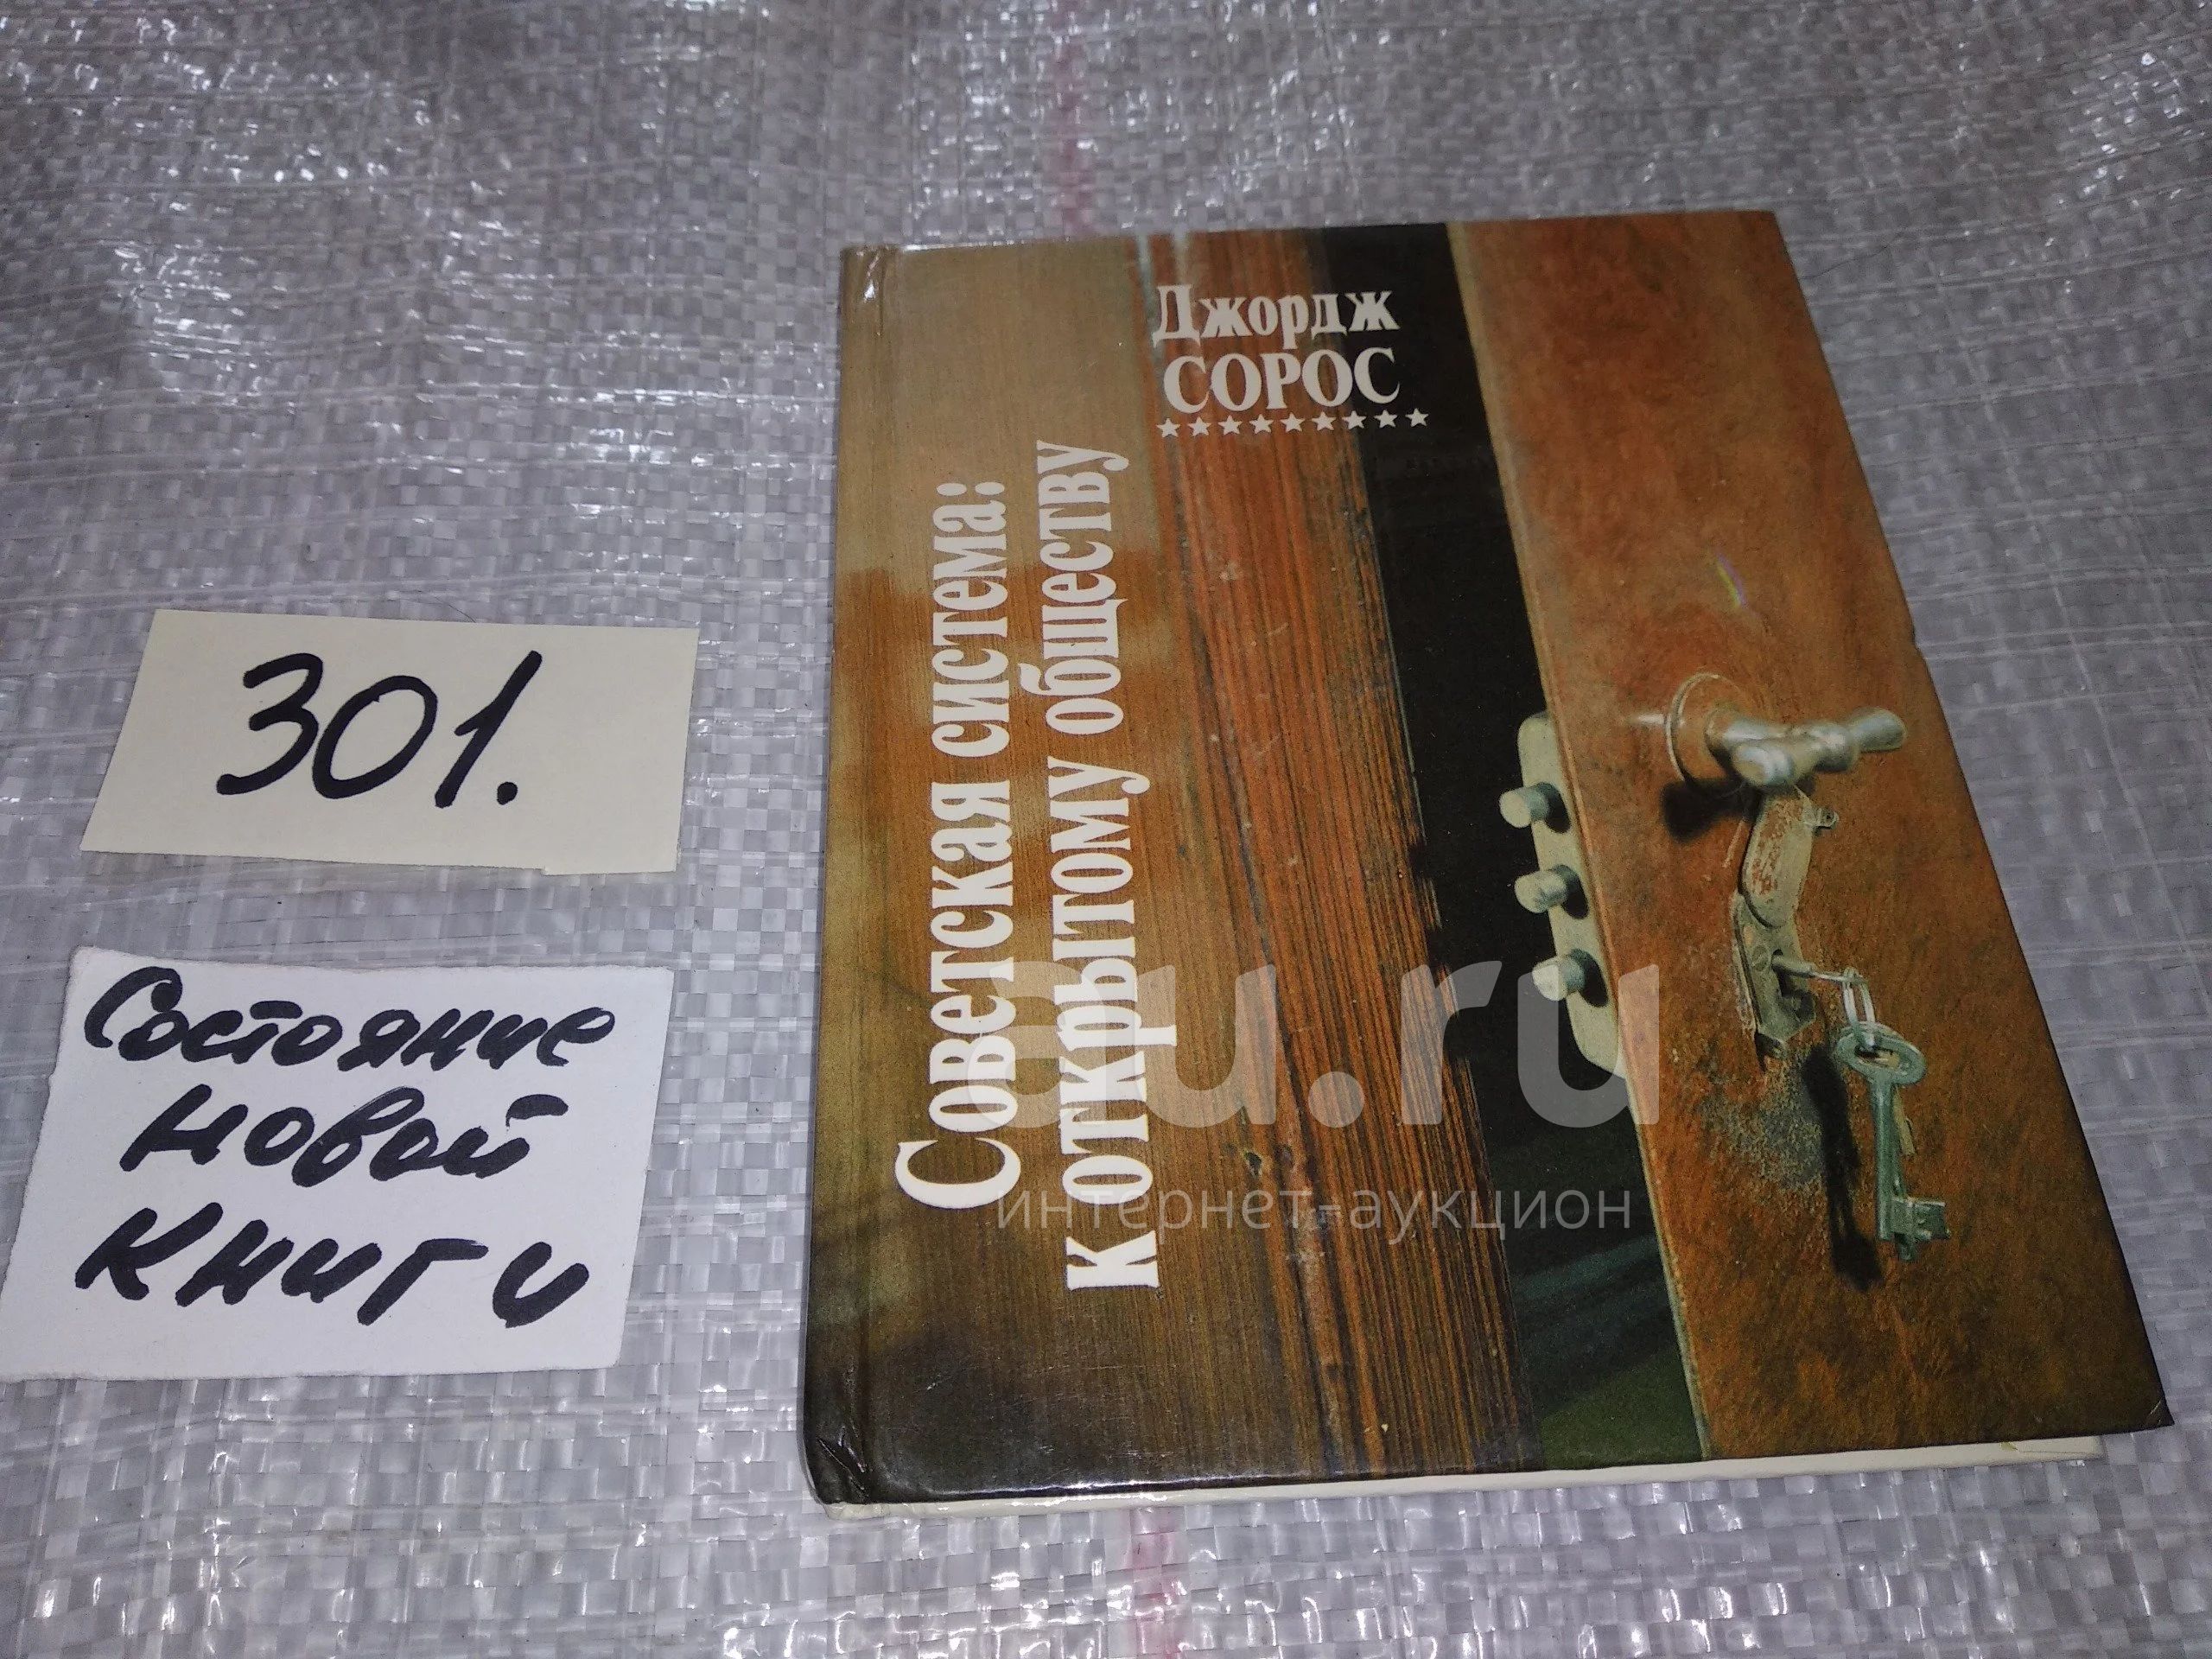 301.
Состояние
новой
книги
Джордж
СОРОС
Советская система:
к открытому обществу
au.ru
интернет-аукцион